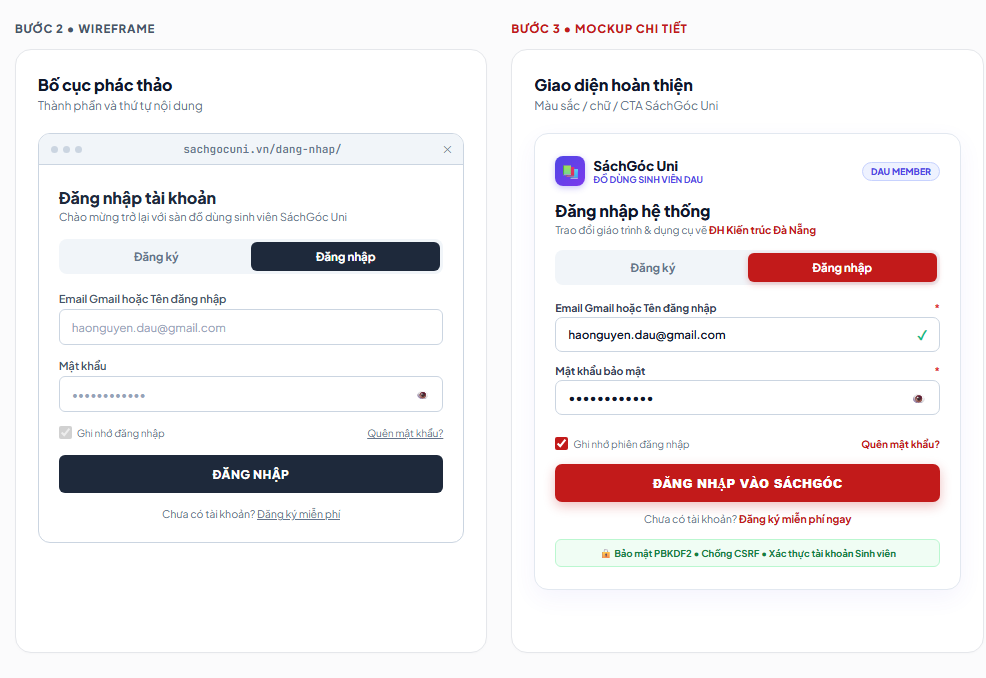 BƯỚC 2 • WIREFRAME
Bố cục phác thảo
Thành phần và thứ tự nội dung
sachgocuni.vn/dang-nhap/
Đăng nhập tài khoản
Chào mừng trở lại với sàn đồ dùng sinh viên SáchGóc Uni
Đăng ký
Đăng nhập
Email Gmail hoặc Tên đăng nhập
haonguyen.dau@gmail.com
Mật khẩu
••••••••••••
Ghi nhớ đăng nhập
Quên mật khẩu?
ĐĂNG NHẬP
Chưa có tài khoản? Đăng ký miễn phí
BƯỚC 3 • MOCKUP CHI TIẾT
Giao diện hoàn thiện
Màu sắc / chữ / CTA SáchGóc Uni
SáchGóc Uni
ĐỒ DÙNG SINH VIÊN DAU
DAU MEMBER
Đăng nhập hệ thống
Trao đổi giáo trình & dụng cụ vẽ ĐH Kiến trúc Đà Nẵng
Đăng ký
Đăng nhập
Email Gmail hoặc Tên đăng nhập *
haonguyen.dau@gmail.com ✓
Mật khẩu bảo mật *
••••••••••••
Ghi nhớ phiên đăng nhập
Quên mật khẩu?
ĐĂNG NHẬP VÀO SÁCHGÓC
Chưa có tài khoản? Đăng ký miễn phí ngay
🔒 Bảo mật PBKDF2 • Chống CSRF • Xác thực tài khoản Sinh viên